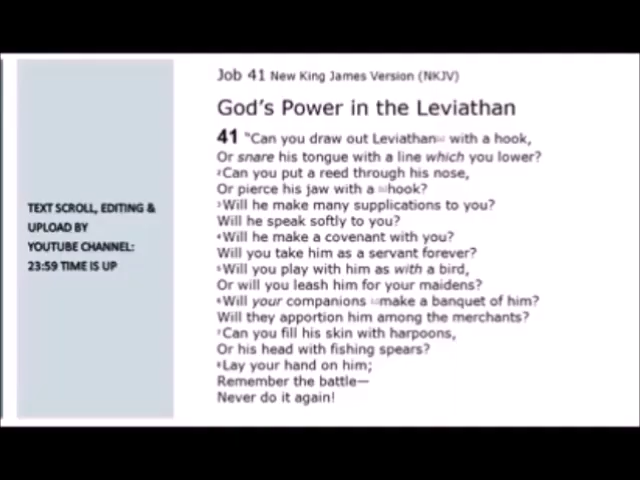 Job 41 New King James Version (NKJV)
God's Power in the Leviathan
41 "Can you draw out Leviathan with a hook,
Or snare his tongue with a line which you lower?
2 Can you put a reed through his nose,
Or pierce his jaw with a hook?
3 Will he make many supplications to you?
Will he speak softly to you?
4 Will he make a covenant with you?
Will you take him as a servant forever?
5 Will you play with him as with a bird,
Or will you leash him for your maidens?
6 Will your companions make a banquet of him?
Will they apportion him among the merchants?
7 Can you fill his skin with harpoons,
Or his head with fishing spears?
8 Lay your hand on him;
Remember the battle—
Never do it again!
TEXT SCROLL, EDITING &
UPLOAD BY
YOUTUBE CHANNEL:
23:59 TIME IS UP